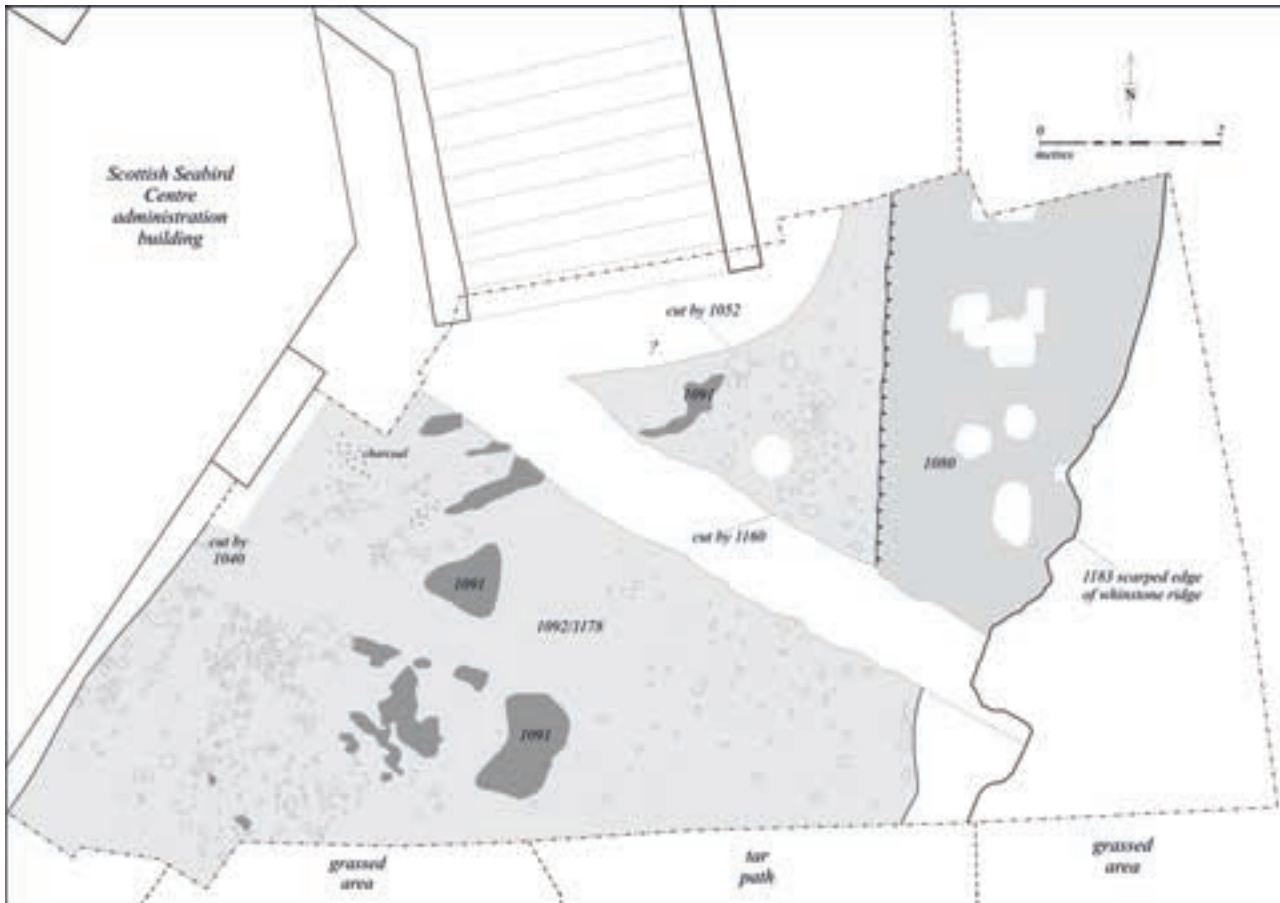 Scottish Seabird
Centre
administration
building
N
0
metres
cut by 1052
?
1091
charcoal
1080
cut by
1040
cut by 1160
1091
1092/1178
1183 scarped edge
of whinstone ridge
1091
grassed
area
tar
path
grassed
area